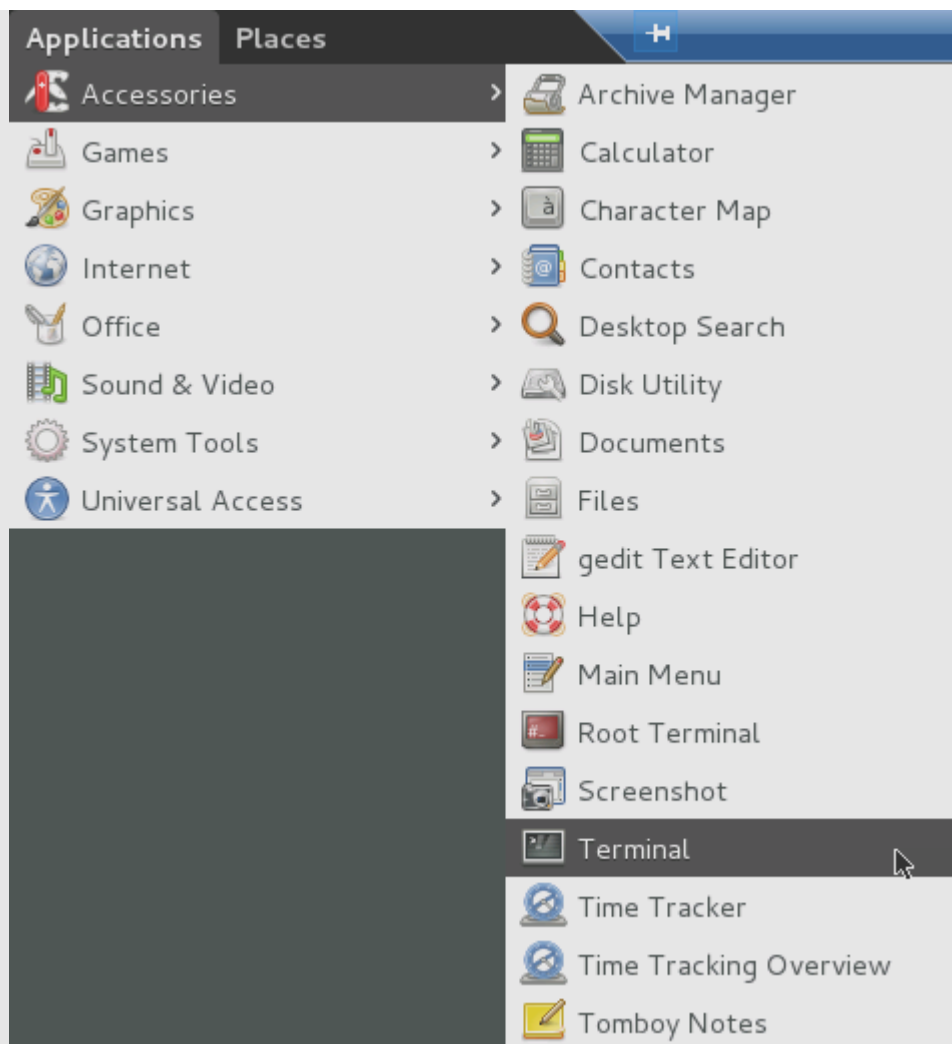 Applications Places
Accessories
Games
Graphics
Internet
Office
Sound & Video
System Tools
Universal Access
Archive Manager
Calculator
Character Map
Contacts
Desktop Search
Disk Utility
Documents
Files
gedit Text Editor
Help
Main Menu
Root Terminal
Screenshot
Terminal
Time Tracker
Time Tracking Overview
Tomboy Notes